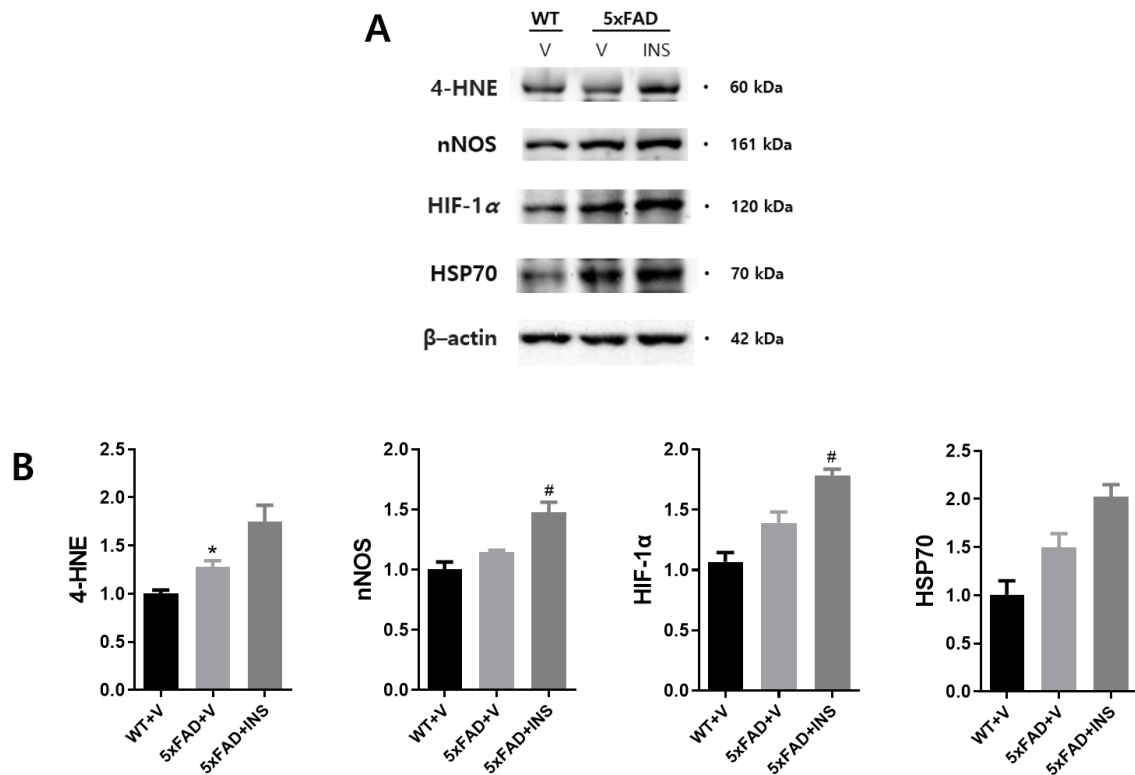 A
WT 5xFAD
V V INS
4-HNE • 60 kDa
nNOS • 161 kDa
HIF-1α • 120 kDa
HSP70 • 70 kDa
β–actin • 42 kDa
B
4-HNE
2.5
2.0
1.5
1.0
0.5
0.0
*
WT+V
5xFAD+V
5xFAD+INS
nNOS
2.0
1.5
1.0
0.5
0.0
#
WT+V
5xFAD+V
5xFAD+INS
HIF-1α
2.0
1.5
1.0
0.5
0.0
#
WT+V
5xFAD+V
5xFAD+INS
HSP70
2.5
2.0
1.5
1.0
0.5
0.0
WT+V
5xFAD+V
5xFAD+INS